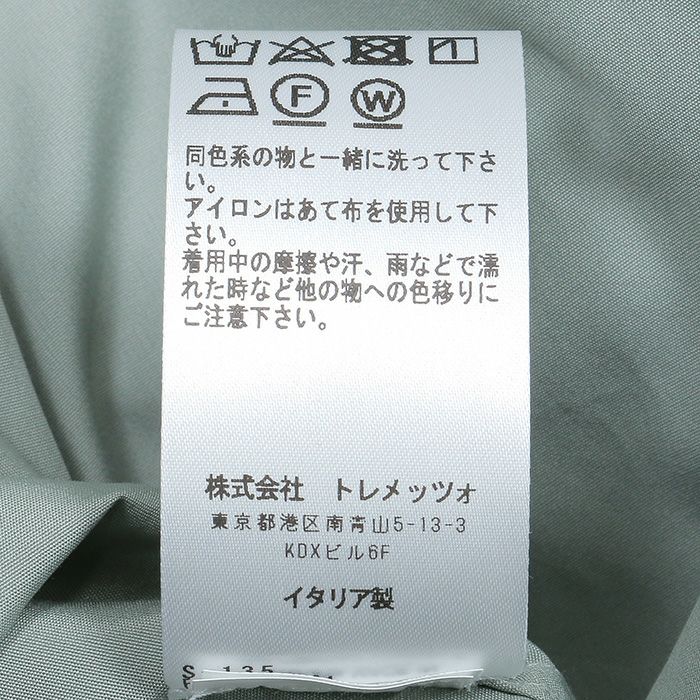 F W
同色系の物と一緒に洗って下さ
い。
アイロンはあて布を使用して下
さい。
着用中の摩擦や汗、雨などで濡
れた時など他の物への色移りに
ご注意下さい。
株式会社 トレメッツォ
東京都港区南青山5-13-3
KDXビル6F
イタリア製